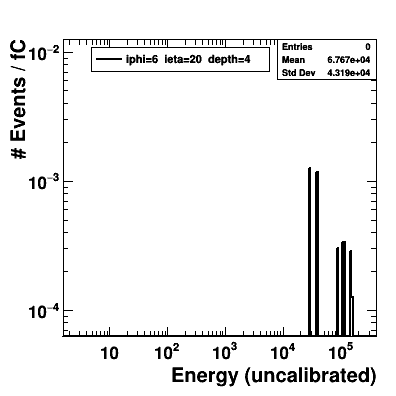 # Events / fC
10⁻²
10⁻³
10⁻⁴
iphi=6 ieta=20 depth=4
Entries 0
Mean 6.767e+04
Std Dev 4.319e+04
10 10² 10³ 10⁴ 10⁵
Energy (uncalibrated)